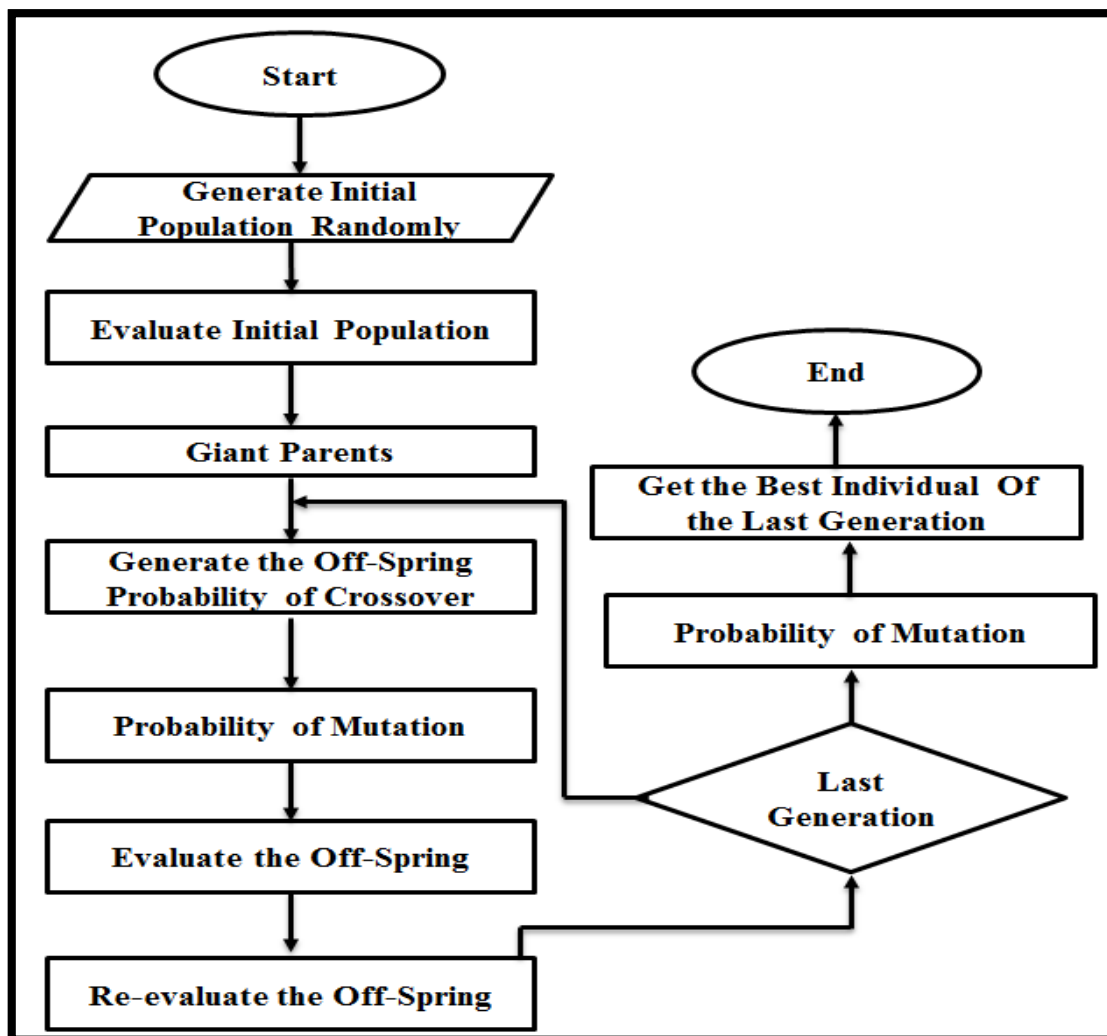 Start
Generate Initial
Population Randomly
Evaluate Initial Population
Giant Parents
Generate the Off-Spring
Probability of Crossover
Probability of Mutation
Evaluate the Off-Spring
Re-evaluate the Off-Spring
Last
Generation
Probability of Mutation
Get the Best Individual Of
the Last Generation
End